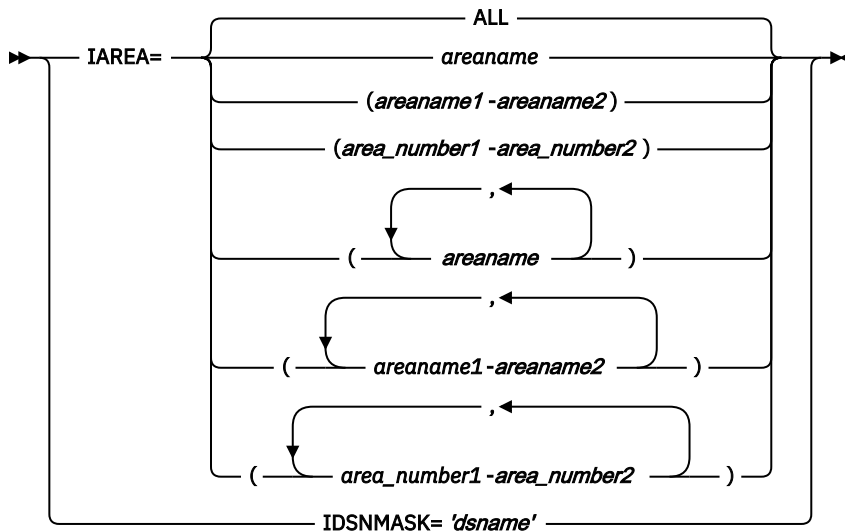 ALL
IAREA= areaname
(areaname1 -areaname2)
(area_number1 -area_number2)
,
( areaname )
,
( areaname1-areaname2 )
,
( area_number1-area_number2 )
IDSNMASK= 'dsname'